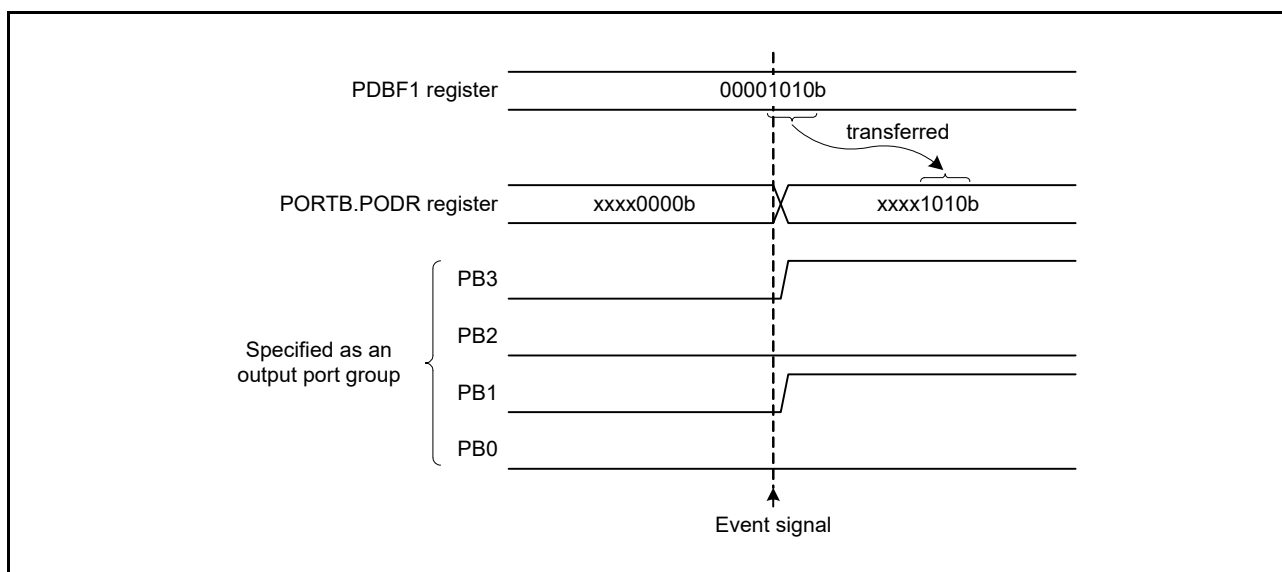 PDBF1 register
00001010b
transferred
PORTB.PODR register
xxxx0000b
xxxx1010b
PB3
PB2
Specified as an
output port group
PB1
PB0
Event signal